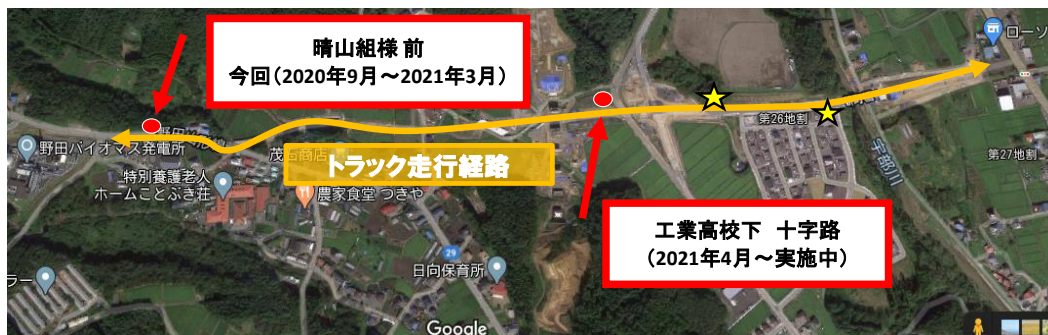 晴山組様 前
今回（2020年9月～2021年3月）
ローソ
第26地割
宇部川
第27地割
野田バイオマス発電所
茂谷商店
トラック走行経路
特別養護老人
ホームことぶき荘
農家食堂 つきや
工業高校下　十字路
（2021年4月～実施中）
29
日向保育所
ラー
Google